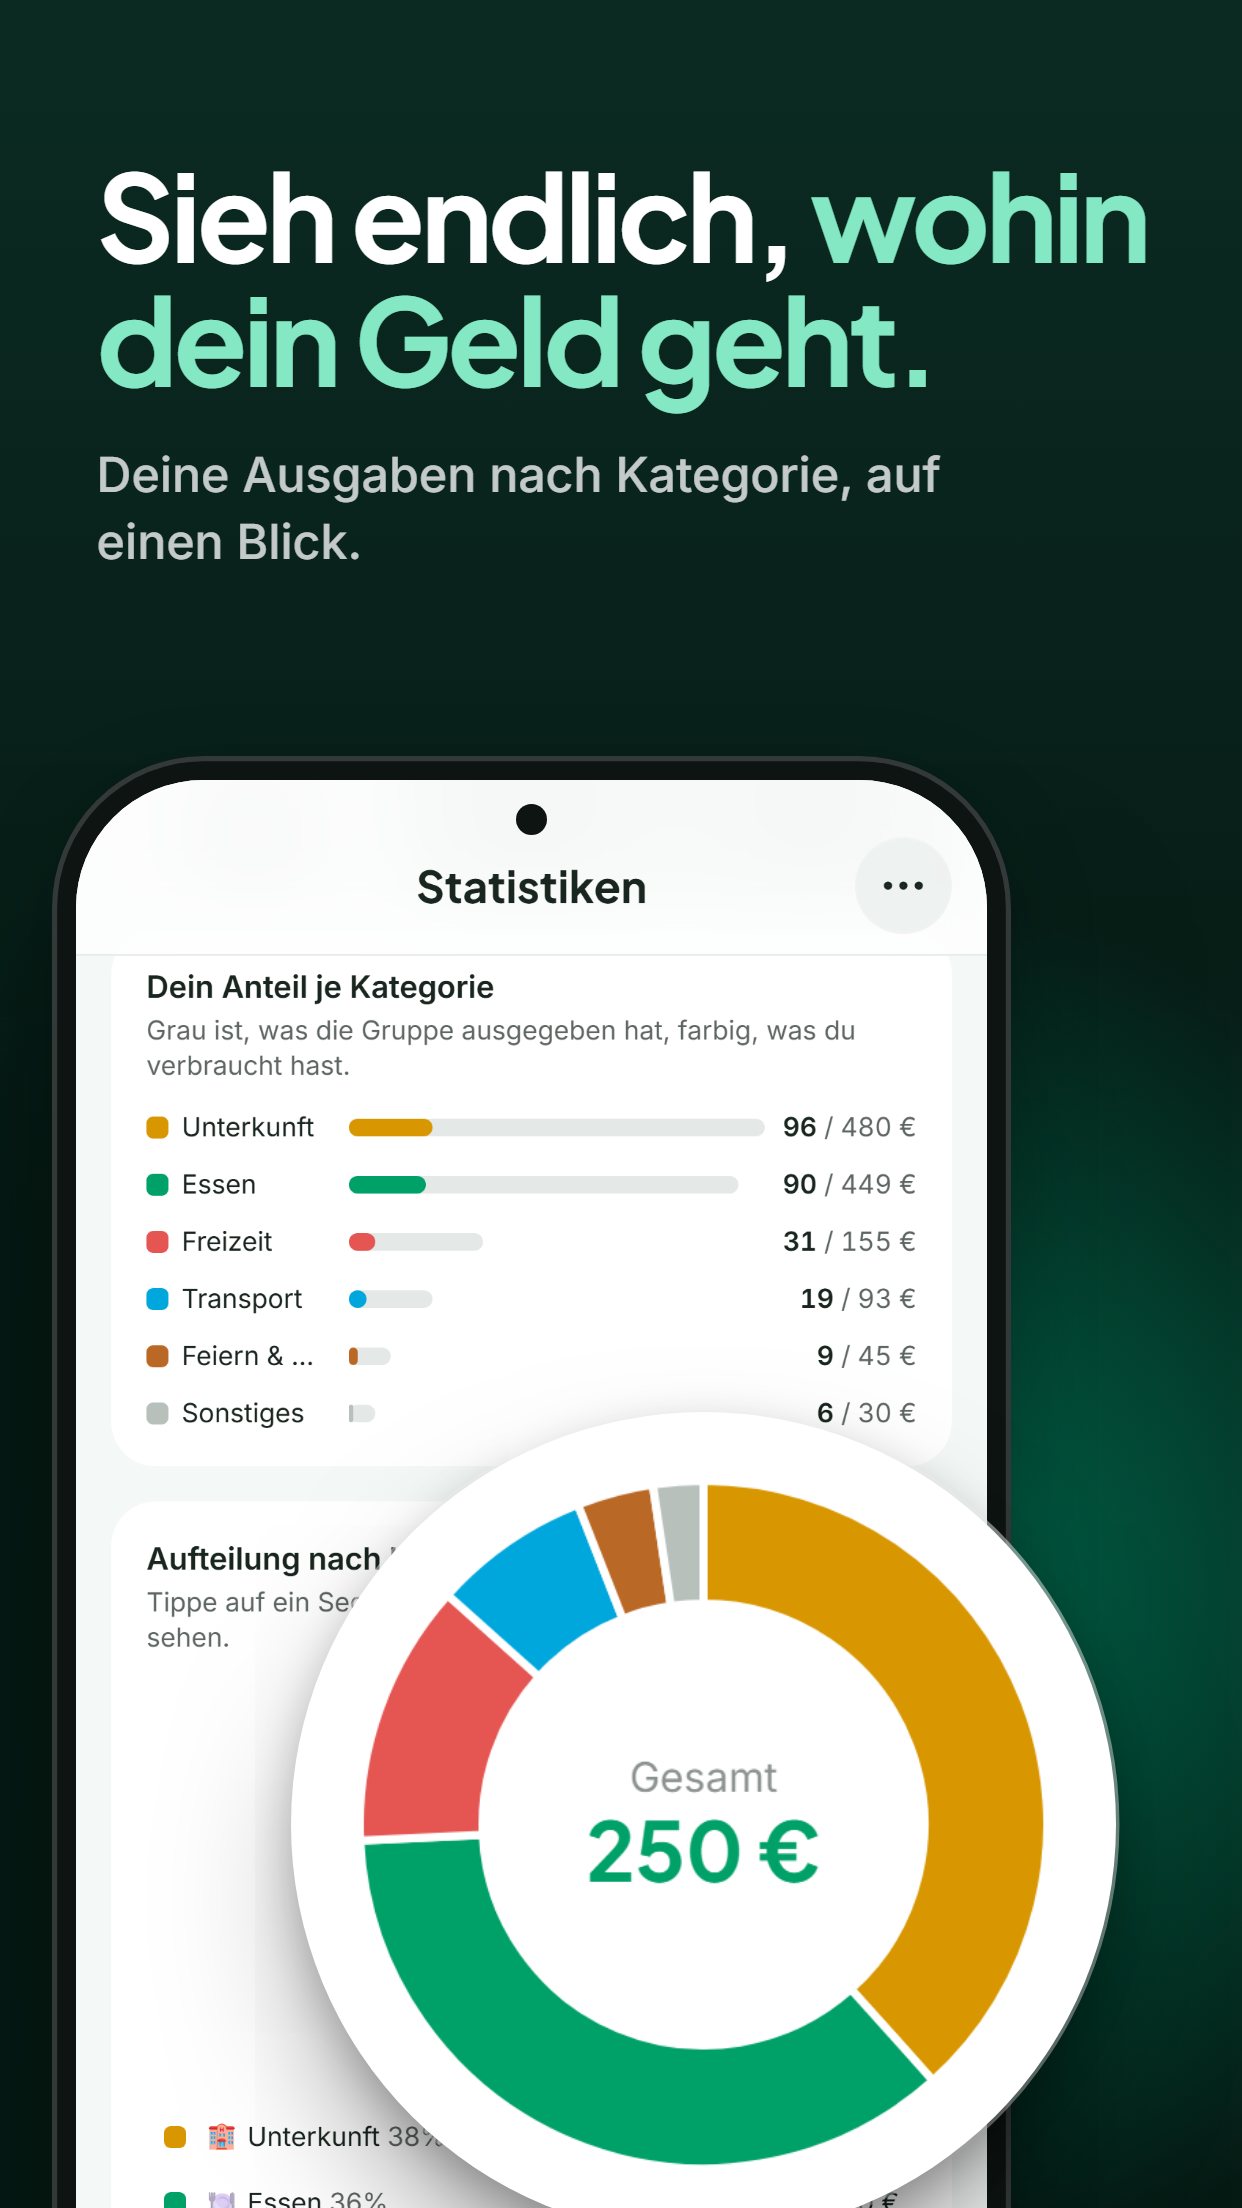 Sieh endlich, wohin
dein Geld geht.
Deine Ausgaben nach Kategorie, auf
einen Blick.
Statistiken
Dein Anteil je Kategorie
Grau ist, was die Gruppe ausgegeben hat, farbig, was du
verbraucht hast.
Unterkunft 96 / 480 €
Essen 90 / 449 €
Freizeit 31 / 155 €
Transport 19 / 93 €
Feiern & ... 9 / 45 €
Sonstiges 6 / 30 €
Aufteilung nach
Tippe auf ein
sehen.
Gesamt
250 €
Unterkunft 38%
Essen 36%
€